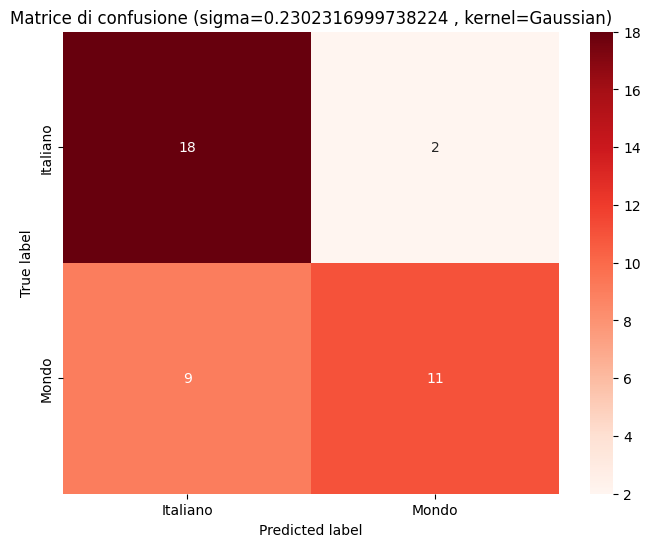 Matrice di confusione (sigma=0.2302316999738224 , kernel=Gaussian)
18
16
14
12
10
8
6
4
2
True label
Italiano
Mondo
18
2
9
11
Italiano
Mondo
Predicted label